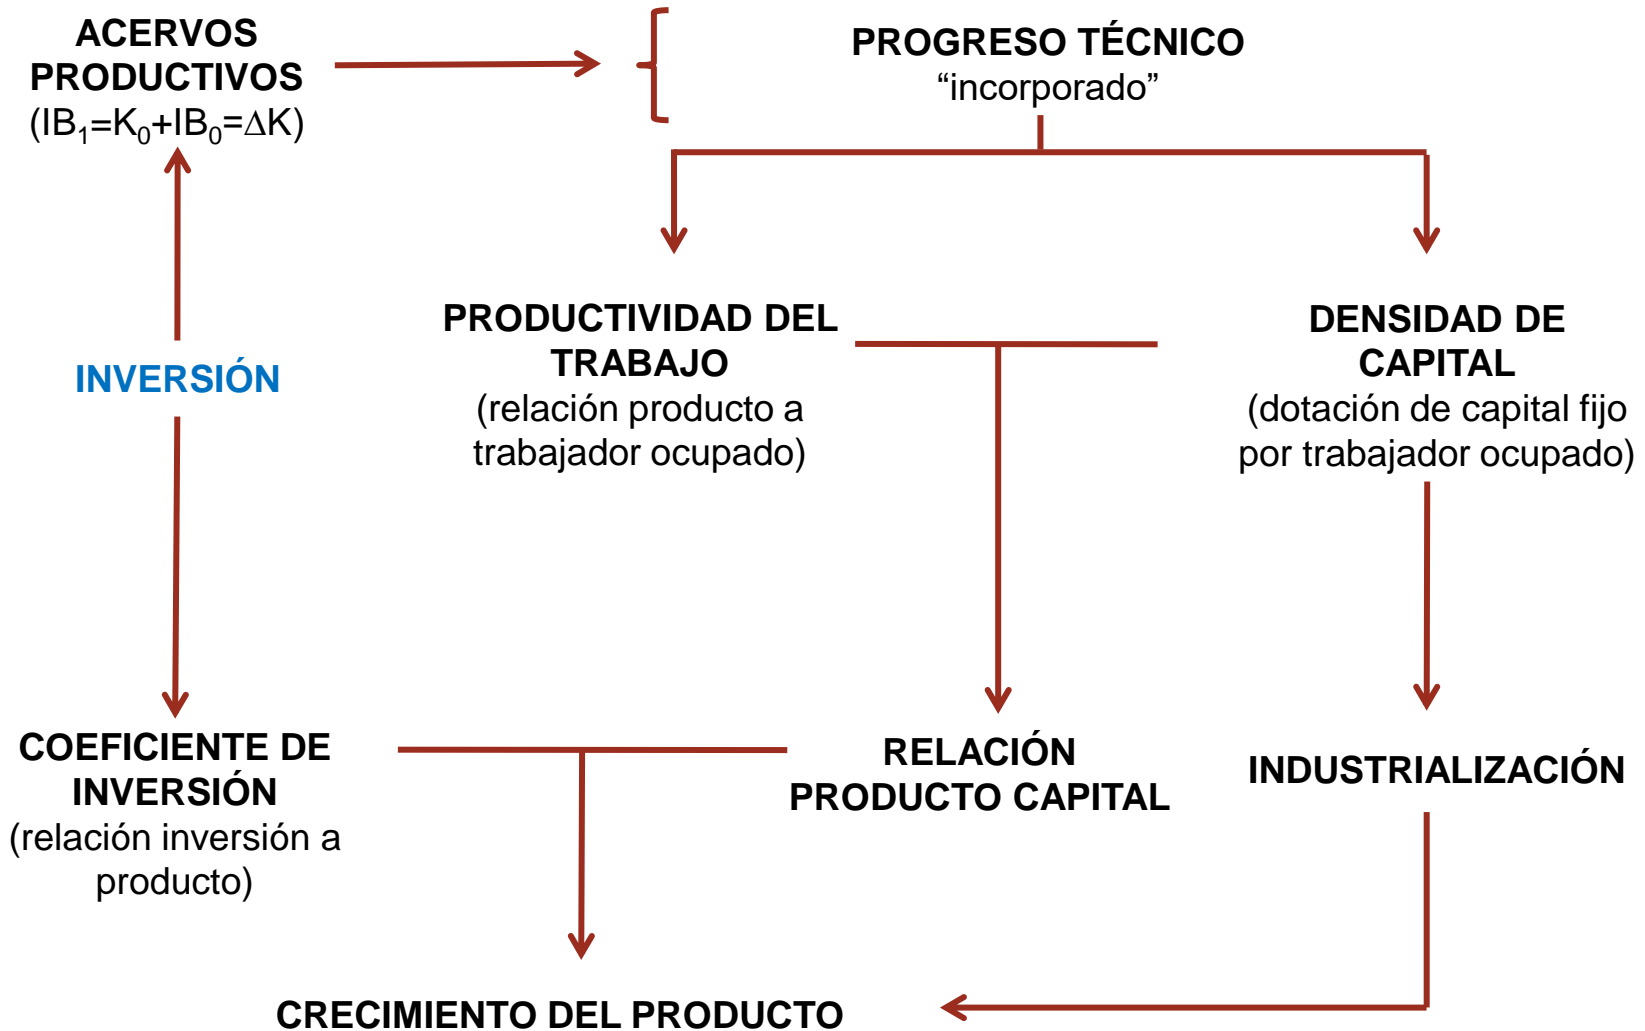 ACERVOS
PRODUCTIVOS
(IB₁=K₀+IB₀=∆K)
PROGRESO TÉCNICO
“incorporado”
INVERSIÓN
PRODUCTIVIDAD DEL
TRABAJO
(relación producto a
trabajador ocupado)
DENSIDAD DE
CAPITAL
(dotación de capital fijo
por trabajador ocupado)
COEFICIENTE DE
INVERSIÓN
(relación inversión a
producto)
RELACIÓN
PRODUCTO CAPITAL
INDUSTRIALIZACIÓN
CRECIMIENTO DEL PRODUCTO